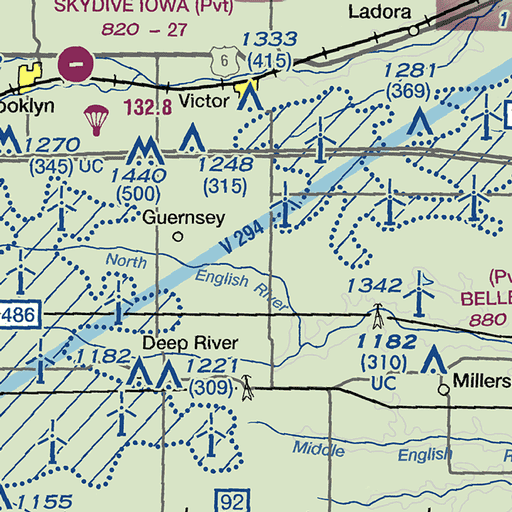 SKYDIVE IOWA (Pvt)
820 - 27
Ladora
1333
(415)
6
1
1281
(369)
ooklyn
132.8
Victor
1270
(345) UC
1440
(500)
1248
(315)
Guernsey
V 294
North
English River
1342
(Pv
BELLE
880
486
1182
Deep River
1221
(309)
1182
(310)
UC
Millers
Middle
English
R
1155
92